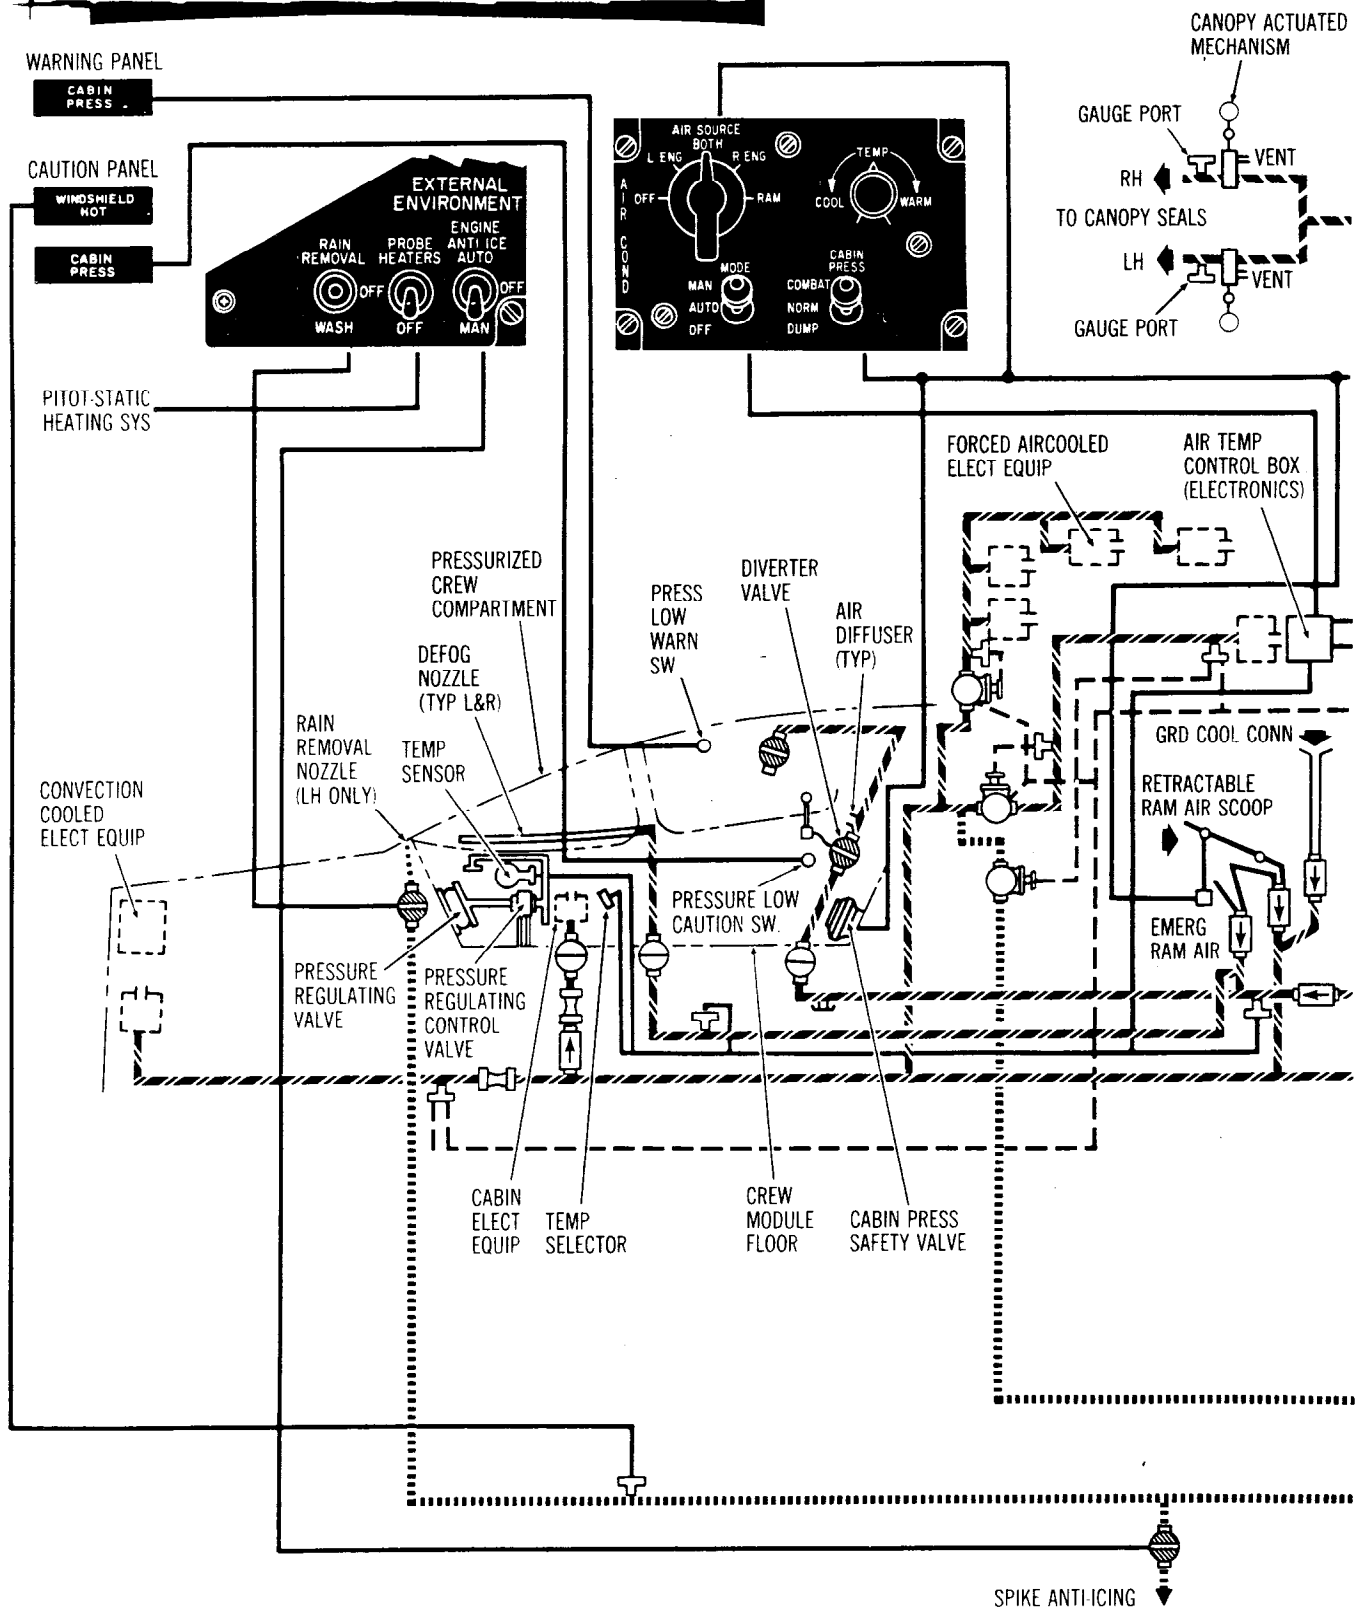 CANOPY ACTUATED
MECHANISM
WARNING PANEL
CABIN
PRESS
GAUGE PORT
VENT
RH
TO CANOPY SEALS
LH
VENT
GAUGE PORT
CAUTION PANEL
WINDSHIELD
HOT
CABIN
PRESS
EXTERNAL
ENVIRONMENT
RAIN
REMOVAL
PROBE
HEATERS
ENGINE
ANTI ICE
AUTO
OFF
OFF
WASH
OFF
MAN
AIR SOURCE
BOTH
L ENG
R ENG
OFF
RAM
AIR COND
TEMP
COOL
WARM
MODE
MAN
AUTO
OFF
CABIN
PRESS
COMBAT
NORM
DUMP
PITOT-STATIC
HEATING SYS
FORCED AIRCOOLED
ELECT EQUIP
AIR TEMP
CONTROL BOX
(ELECTRONICS)
PRESSURIZED
CREW
COMPARTMENT
PRESS
LOW
WARN
SW
DIVERTER
VALVE
AIR
DIFFUSER
(TYP)
DEFOG
NOZZLE
(TYP L&R)
RAIN
REMOVAL
NOZZLE
(LH ONLY)
TEMP
SENSOR
CONVECTION
COOLED
ELECT EQUIP
GRD COOL CONN
RETRACTABLE
RAM AIR SCOOP
PRESSURE LOW
CAUTION SW.
EMERG
RAM AIR
PRESSURE
REGULATING
VALVE
PRESSURE
REGULATING
CONTROL
VALVE
CABIN
ELECT
EQUIP
TEMP
SELECTOR
CREW
MODULE
FLOOR
CABIN PRESS
SAFETY VALVE
SPIKE ANTI-ICING